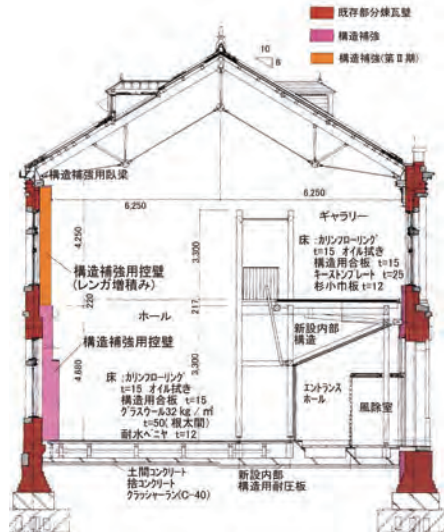 既存部分煉瓦壁
構造補強
構造補強(第Ⅱ期)
10
8
構造補強用臥梁
6,250
6,250
ギャラリー
床 :カリンフローリング
t=15 オイル拭き
構造用合板 t=15
キーストンプレート t=25
杉小巾板 t=12
4,250
3,300
構造補強用控壁
(レンガ増積み)
220
217
ホール
新設内部
構造
構造補強用控壁
4,680
3,300
床 :カリンフローリング
t=15 オイル拭き
構造用合板 t=15
グラスウール32 kg / ㎡
t=50(根太間)
耐水ベニヤ t=12
エントランス
ホール
風除室
土間コンクリート
捨コンクリート
クラッシャーラン(C-40)
新設内部
構造用耐圧板